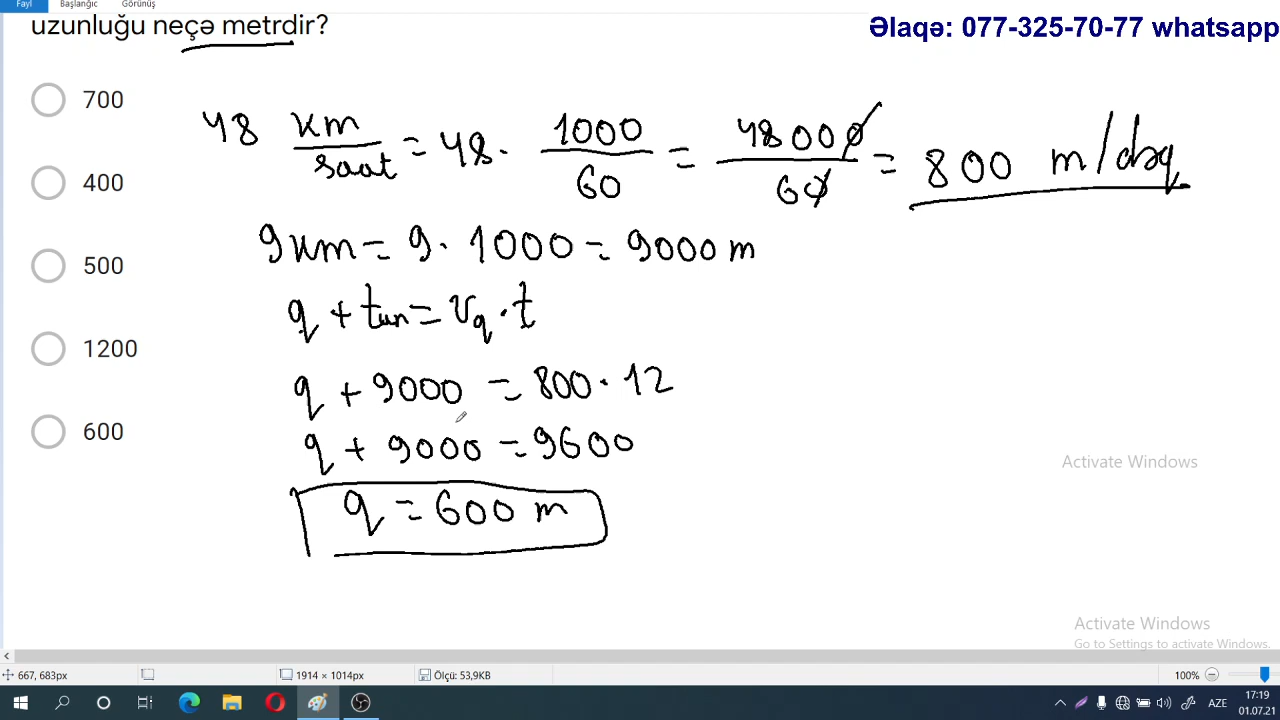 Fayl Başlanğıc Görünüş
uzunluğu neçə metrdir?
Əlaqə: 077-325-70-77 whatsapp
700
400
500
1200
600
48 km/saat = 48 · 1000/60 = 48000/60 = 800 m/dəq
9 km = 9 · 1000 = 9000 m
q + tun = vq · t
q + 9000 = 800 · 12
q + 9000 = 9600
q = 600 m
Activate Windows
Activate Windows
Go to Settings to activate Windows.
667, 683px
1914 × 1014px
Ölçü: 53,9KB
100%
AZE
17:19
01.07.21